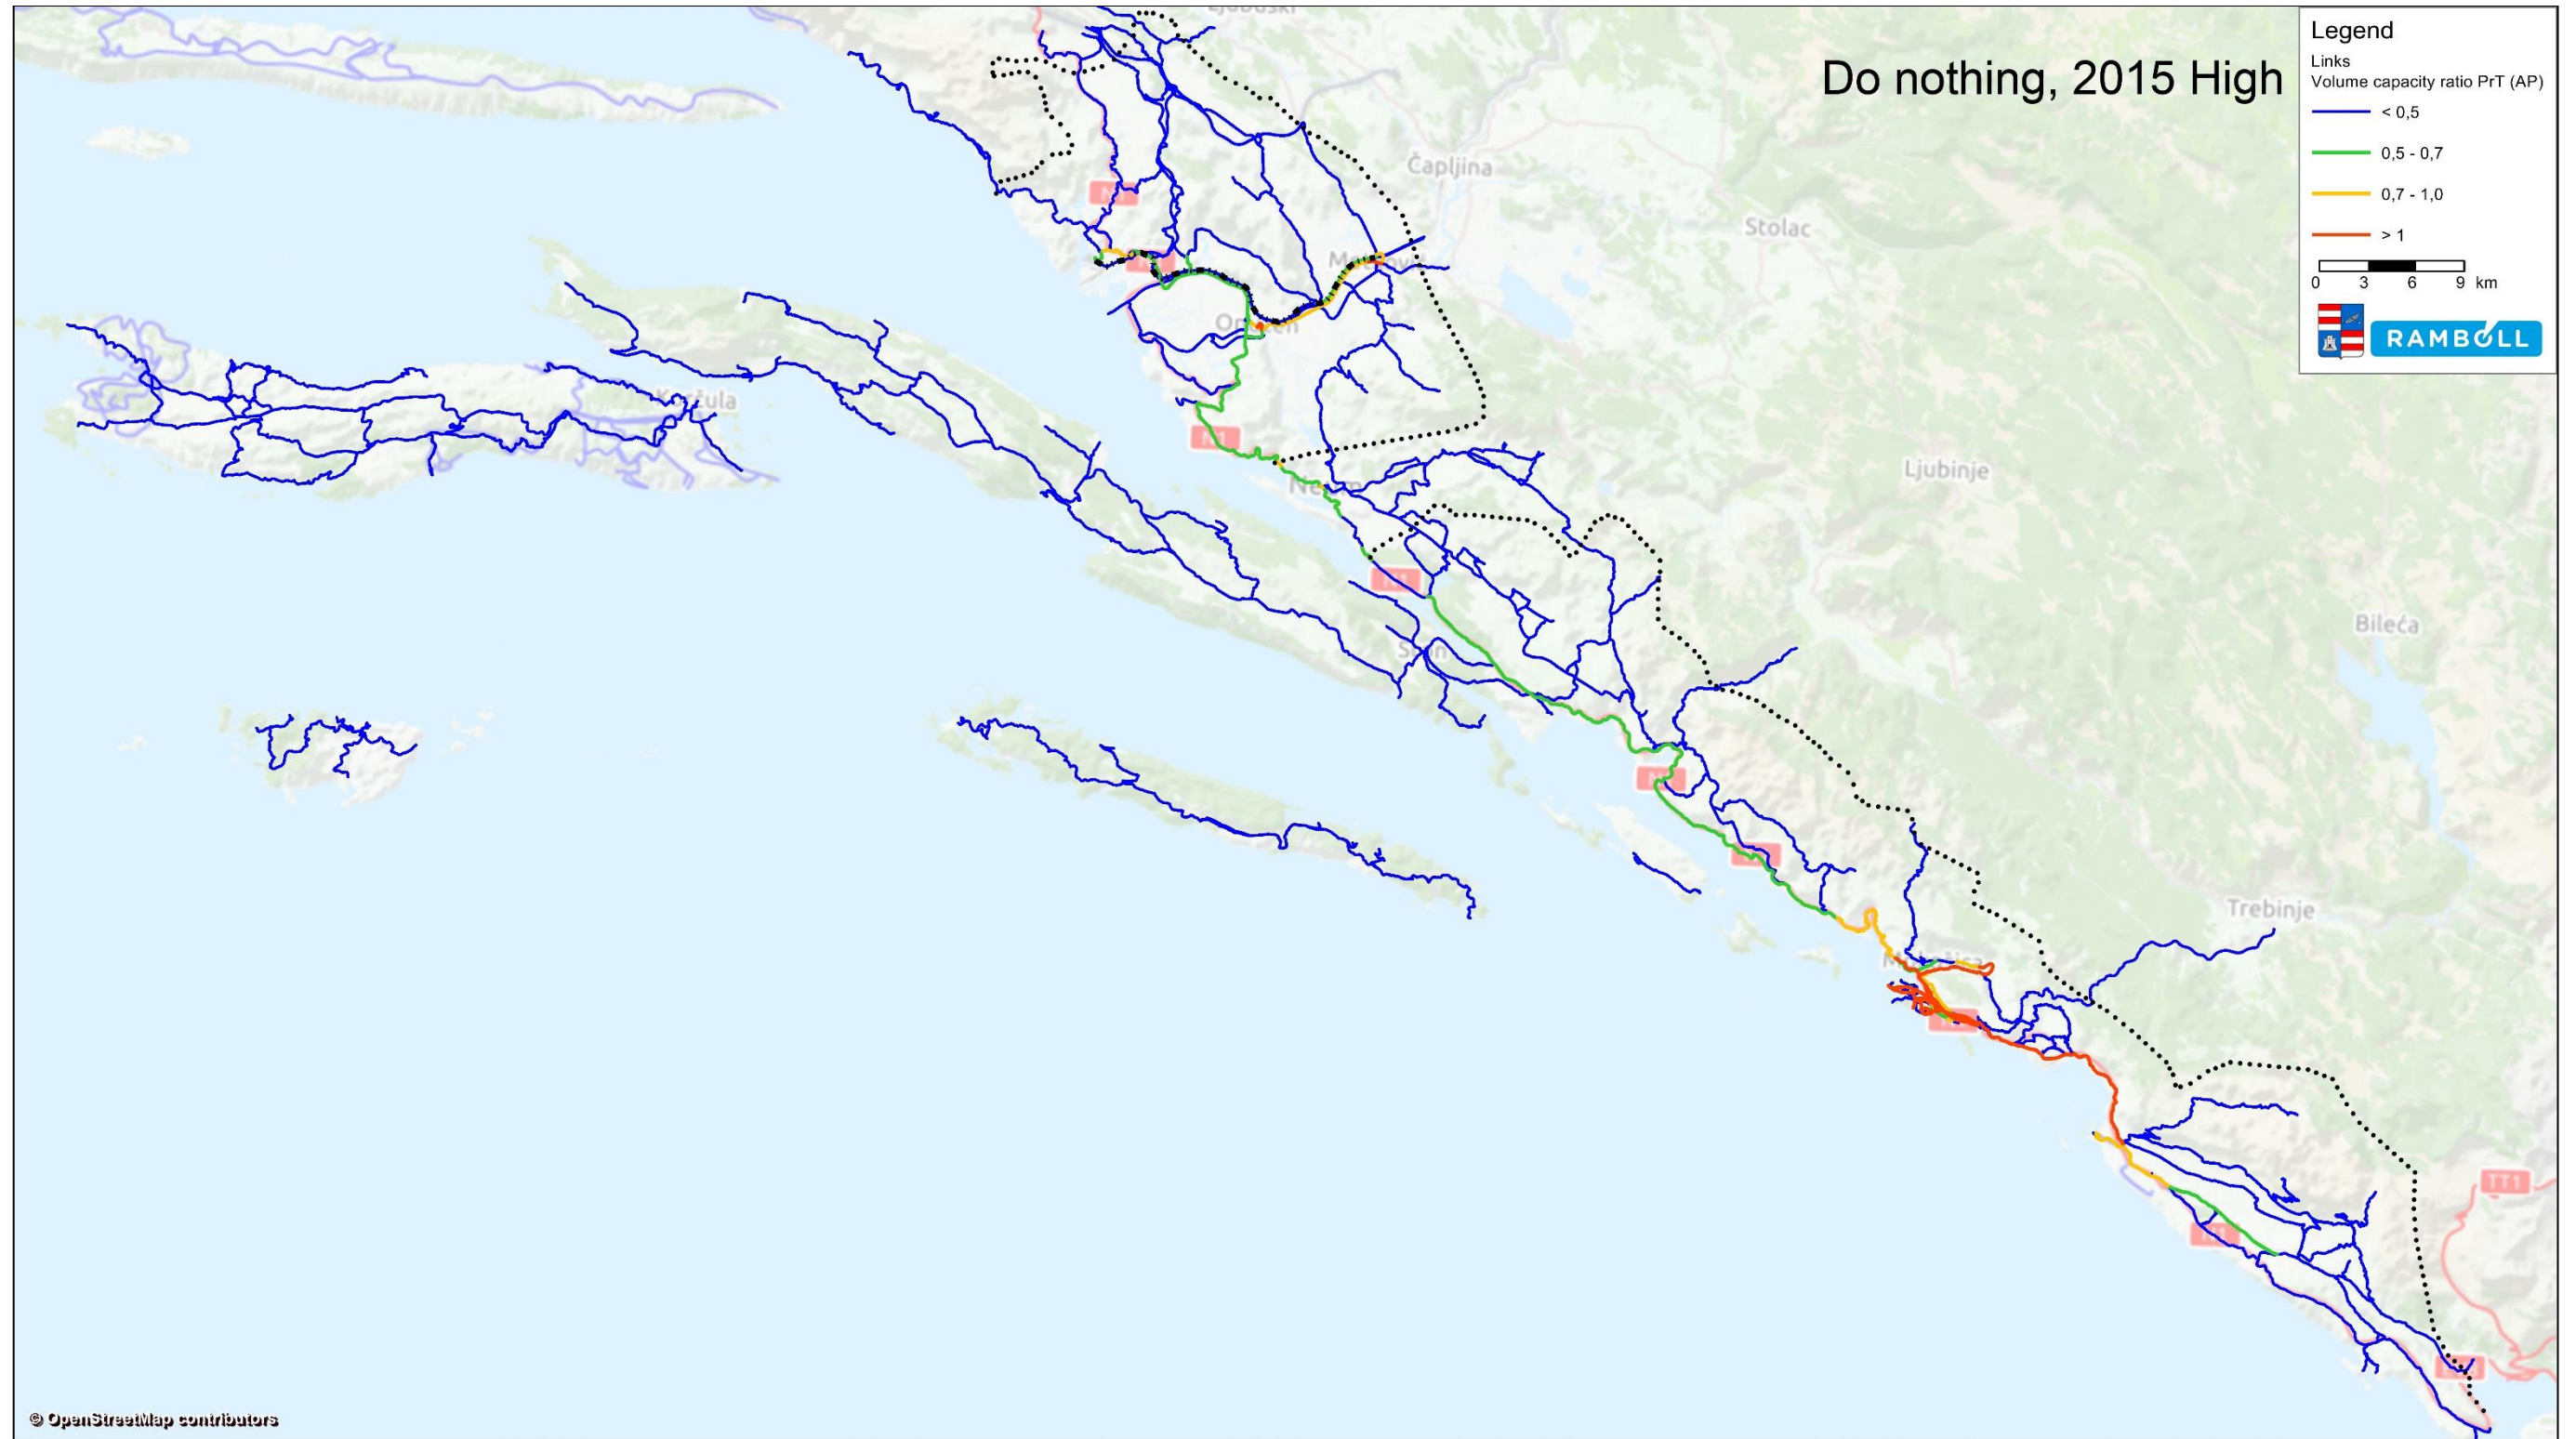 Do nothing, 2015 High
Legend
Links
Volume capacity ratio PrT (AP)
< 0,5
0,5 - 0,7
0,7 - 1,0
> 1
0 3 6 9 km
RAMBOLL
Čapljina
Stolac
Ljubinje
Bileća
Trebinje
TT1
© OpenStreetMap contributors